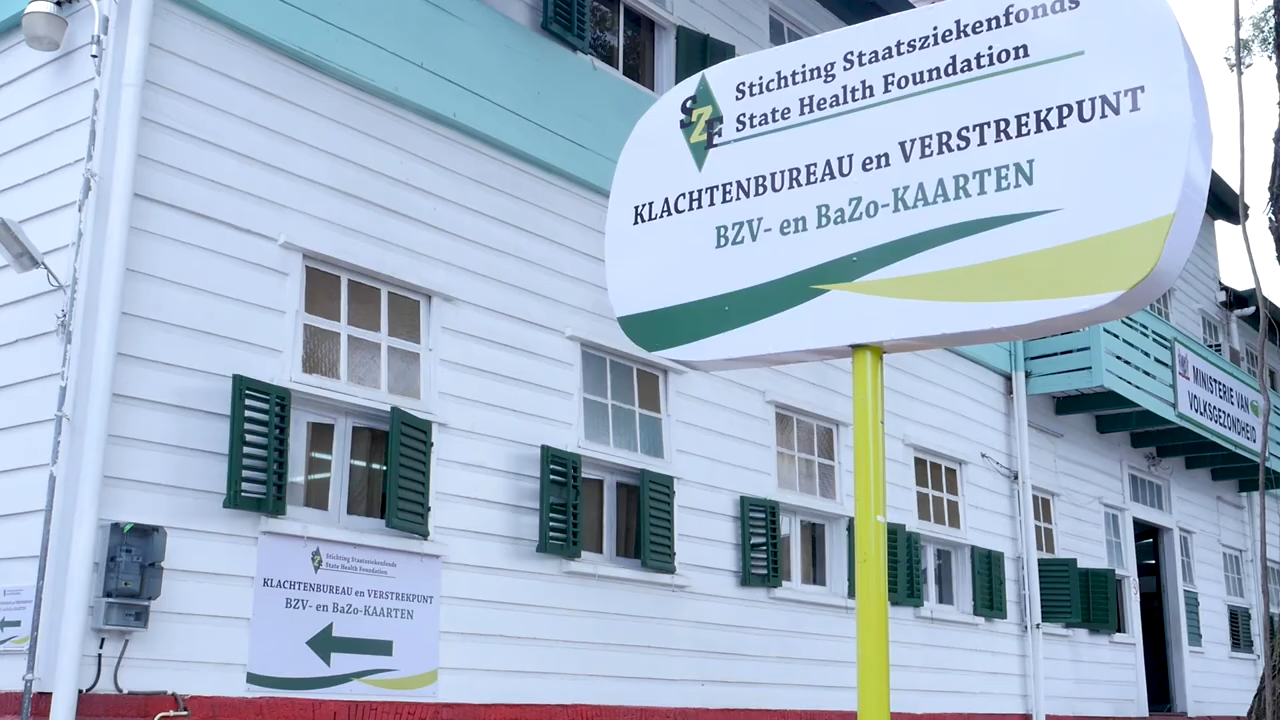 Stichting Staatsziekenfonds
State Health Foundation
SZF
KLACHTENBUREAU en VERSTREKPUNT
BZV- en BaZo-KAARTEN
MINISTERIE VAN
VOLKSGEZONDHEID
SZF
Stichting Staatsziekenfonds
State Health Foundation
KLACHTENBUREAU en VERSTREKPUNT
BZV- en BaZo-KAARTEN